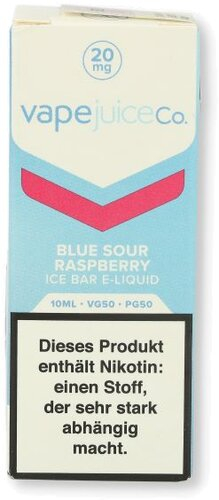 20
mg
vapejuiceCo.
BLUE SOUR
RASPBERRY
ICE BAR E-LIQUID
10ML · VG50 · PG50
Dieses Produkt
enthält Nikotin:
einen Stoff,
der sehr stark
abhängig
macht.